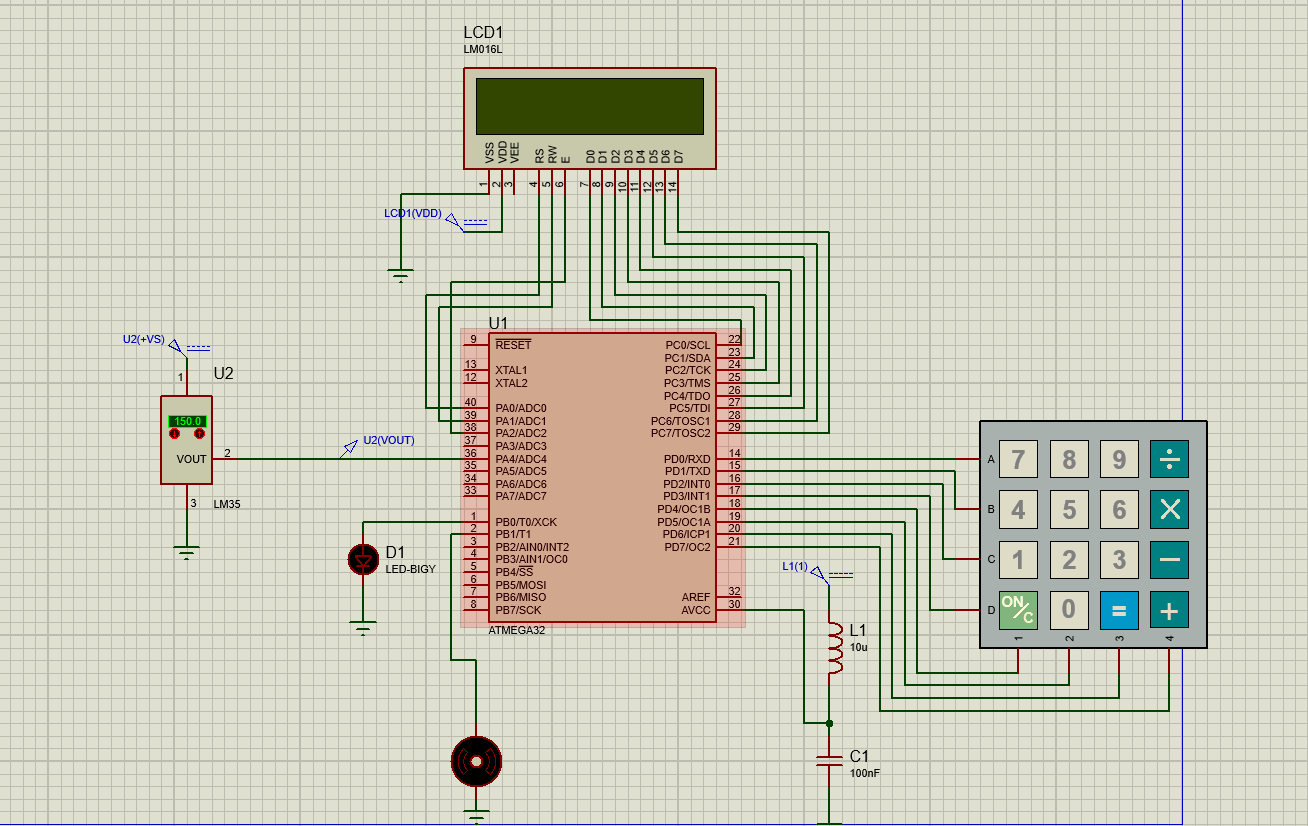 LCD1
LM016L
VSS
VDD
VEE
RS
RW
E
D0
D1
D2
D3
D4
D5
D6
D7
1
2
3
4
5
6
7
8
9
10
11
12
13
14
LCD1(VDD)
U1
9 RESET
13 XTAL1
12 XTAL2
40 PA0/ADC0
39 PA1/ADC1
38 PA2/ADC2
37 PA3/ADC3
36 PA4/ADC4
35 PA5/ADC5
34 PA6/ADC6
33 PA7/ADC7
1 PB0/T0/XCK
2 PB1/T1
3 PB2/AIN0/INT2
4 PB3/AIN1/OC0
5 PB4/SS
6 PB5/MOSI
7 PB6/MISO
8 PB7/SCK
PC0/SCL 22
PC1/SDA 23
PC2/TCK 24
PC3/TMS 25
PC4/TDO 26
PC5/TDI 27
PC6/TOSC1 28
PC7/TOSC2 29
PD0/RXD 14
PD1/TXD 15
PD2/INT0 16
PD3/INT1 17
PD4/OC1B 18
PD5/OC1A 19
PD6/ICP1 20
PD7/OC2 21
AREF 32
AVCC 30
ATMEGA32
U2(+VS)
1
U2
150.0
VOUT
2
3
LM35
U2(VOUT)
D1
LED-BIGY
L1(1)
L1
10u
C1
100nF
A 7 8 9 ÷
B 4 5 6 ×
C 1 2 3 −
D ON/C 0 = +
1 2 3 4